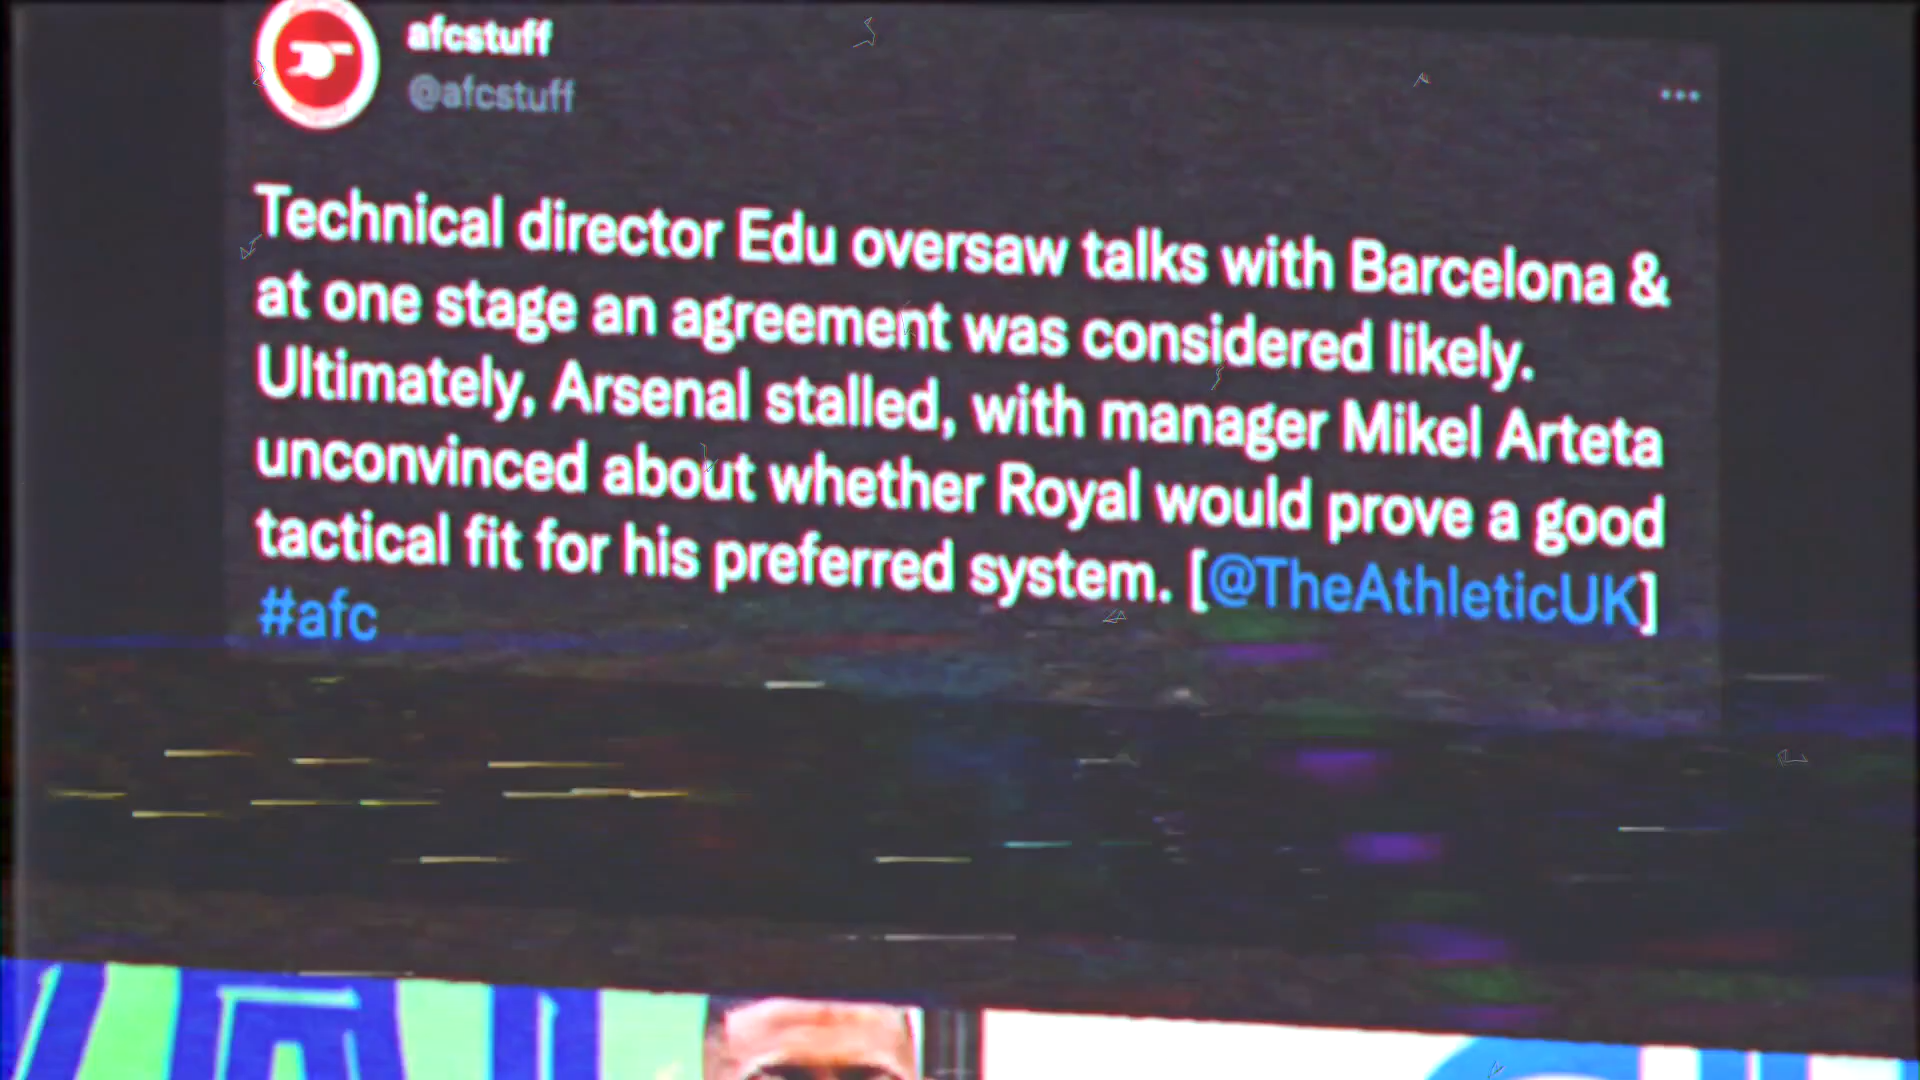 afcstuff
@afcstuff
Technical director Edu oversaw talks with Barcelona &
at one stage an agreement was considered likely.
Ultimately, Arsenal stalled, with manager Mikel Arteta
unconvinced about whether Royal would prove a good
tactical fit for his preferred system. [@TheAthleticUK]
#afc